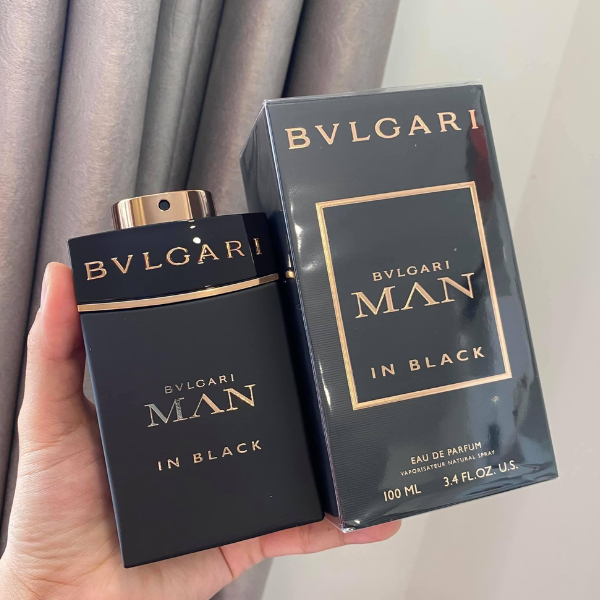 BVLGARI
BVLGARI
MAN
IN BLACK
BVLGARI
BVLGARI
MAN
IN BLACK
EAU DE PARFUM
VAPORISATEUR NATURAL SPRAY
100 ML 3.4 FL.OZ. U.S.